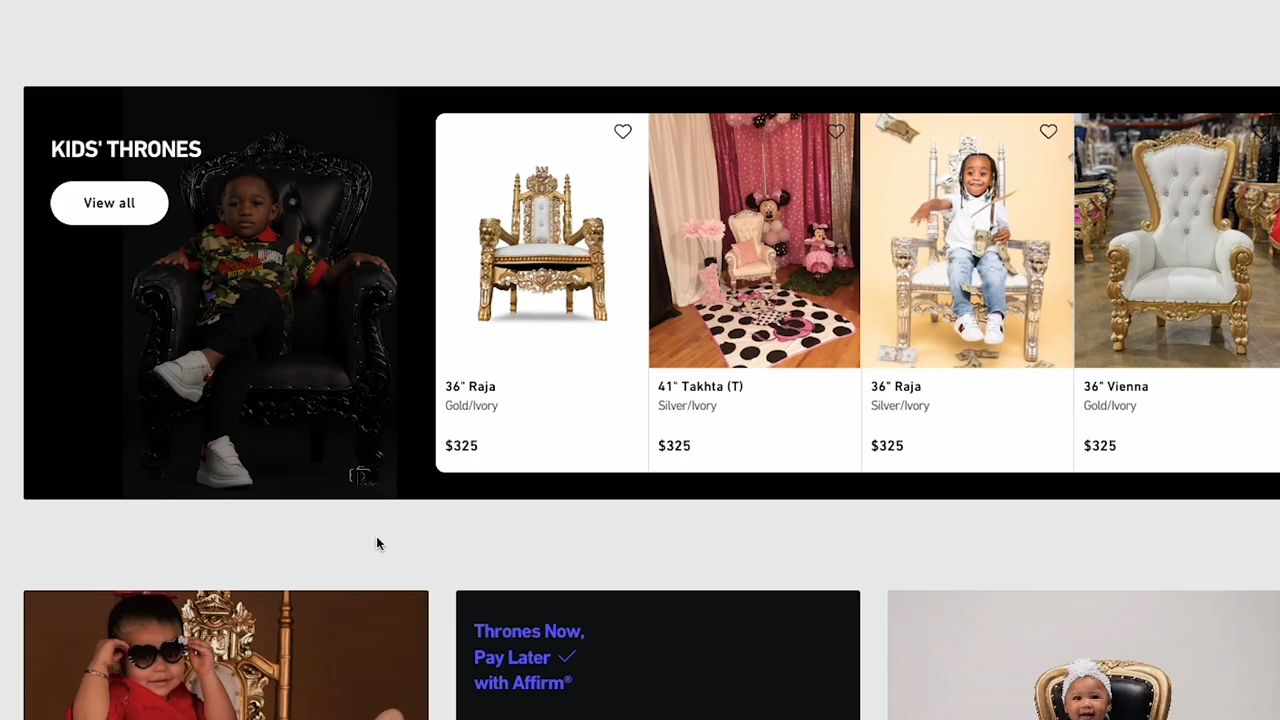 KIDS' THRONES
View all
36" Raja
Gold/Ivory
$325
41" Takhta (T)
Silver/Ivory
$325
36" Raja
Silver/Ivory
$325
36" Vienna
Gold/Ivory
$325
Thrones Now,
Pay Later ✓
with Affirm®